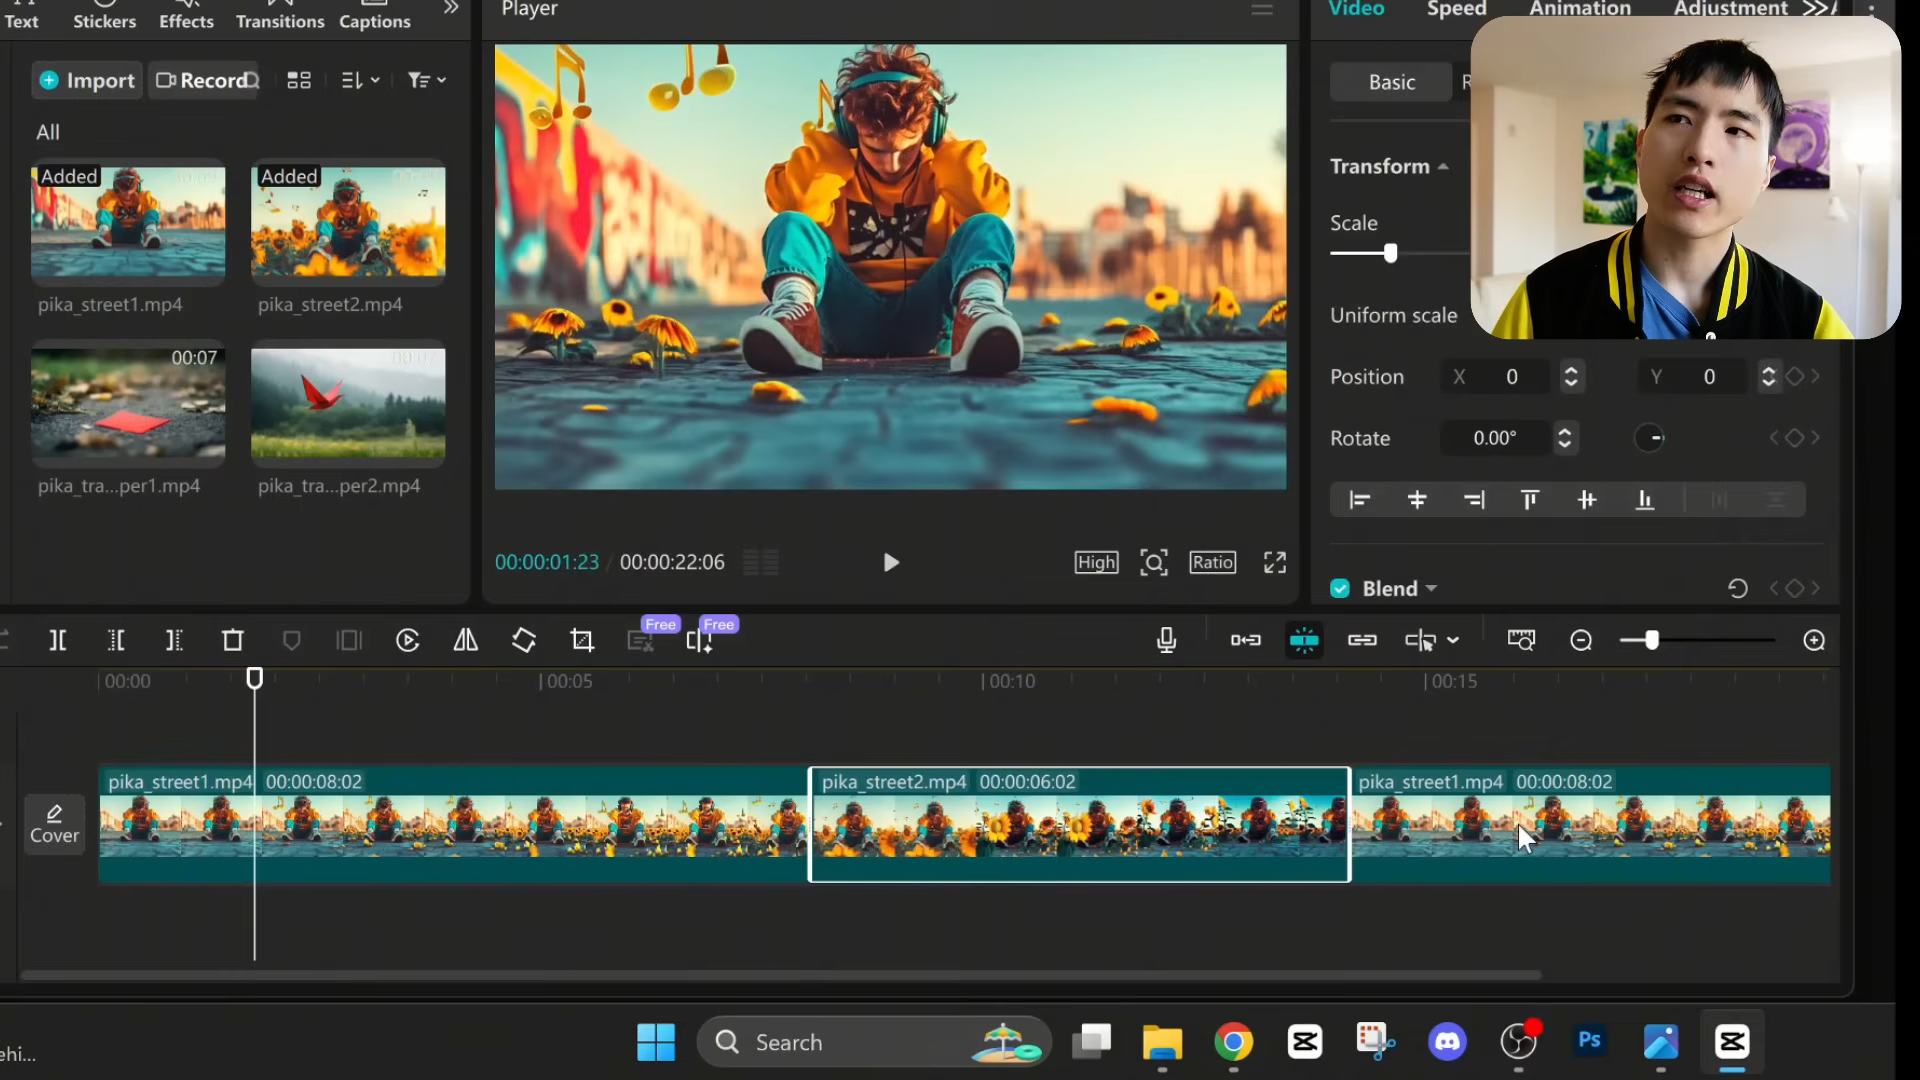 Text Stickers Effects Transitions Captions
Player
Video Speed Animation Adjustment
Import Record
Basic
All
Added Added
Transform
Scale
pika_street1.mp4 pika_street2.mp4
Uniform scale
00:07
Position X 0 Y 0
Rotate 0.00°
pika_tra...per1.mp4 pika_tra...per2.mp4
00:00:01:23 / 00:00:22:06 High Ratio
Blend
Free Free
00:00 00:05 00:10 00:15
pika_street1.mp4 00:00:08:02 pika_street2.mp4 00:00:06:02 pika_street1.mp4 00:00:08:02
Cover
Search Ps
ehi...